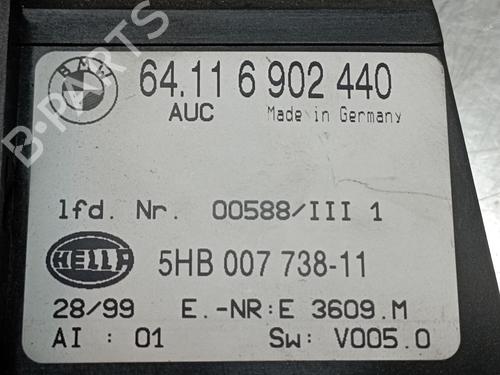 BMW
64.11 6 902 440
AUC Made in Germany
lfd. Nr. 00588/III 1
HELLA 5HB 007 738-11
28/99 E.-NR:E 3609.M
AI : 01 Sw: V005.0
B-PARTS